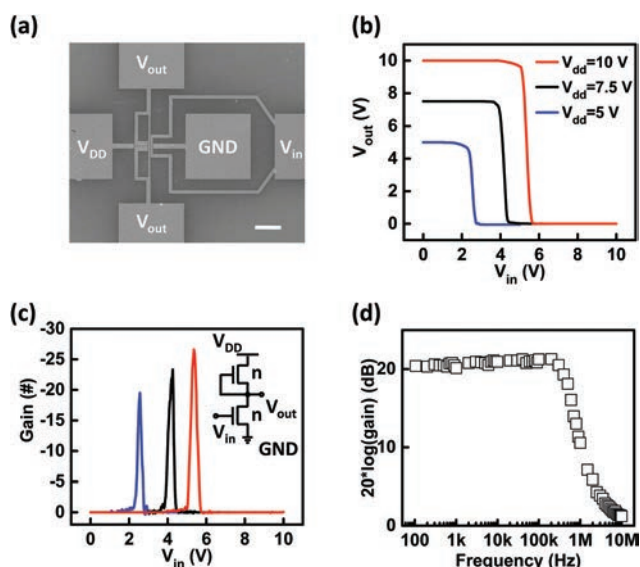 (a)
V_out
V_DD
GND
V_in
V_out
(b)
V_out (V)
10
8
6
4
2
0
V_dd=10 V
V_dd=7.5 V
V_dd=5 V
0 2 4 6 8 10
V_in (V)
(c)
Gain (#)
-30
-25
-20
-15
-10
-5
0
V_DD
n
V_out
n
V_in
GND
0 2 4 6 8 10
V_in (V)
(d)
20*log(gain) (dB)
20
10
0
100 1k 10k 100k 1M 10M
Frequency (Hz)